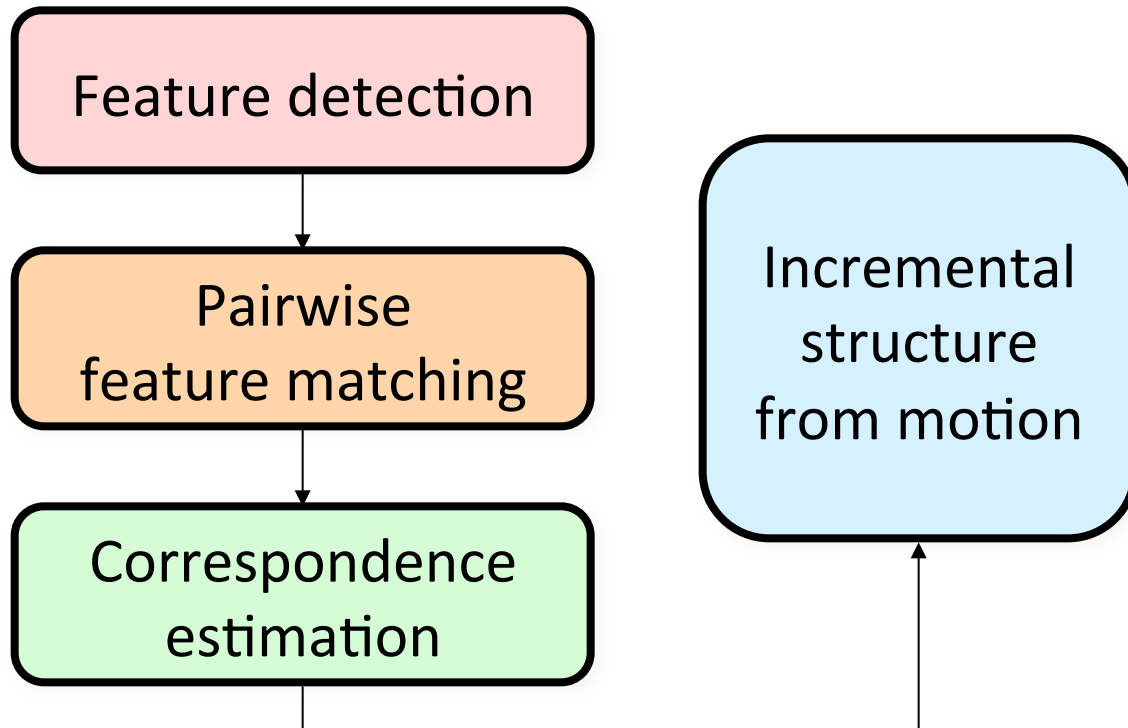 Feature detection
Pairwise
feature matching
Correspondence
estimation
Incremental
structure
from motion